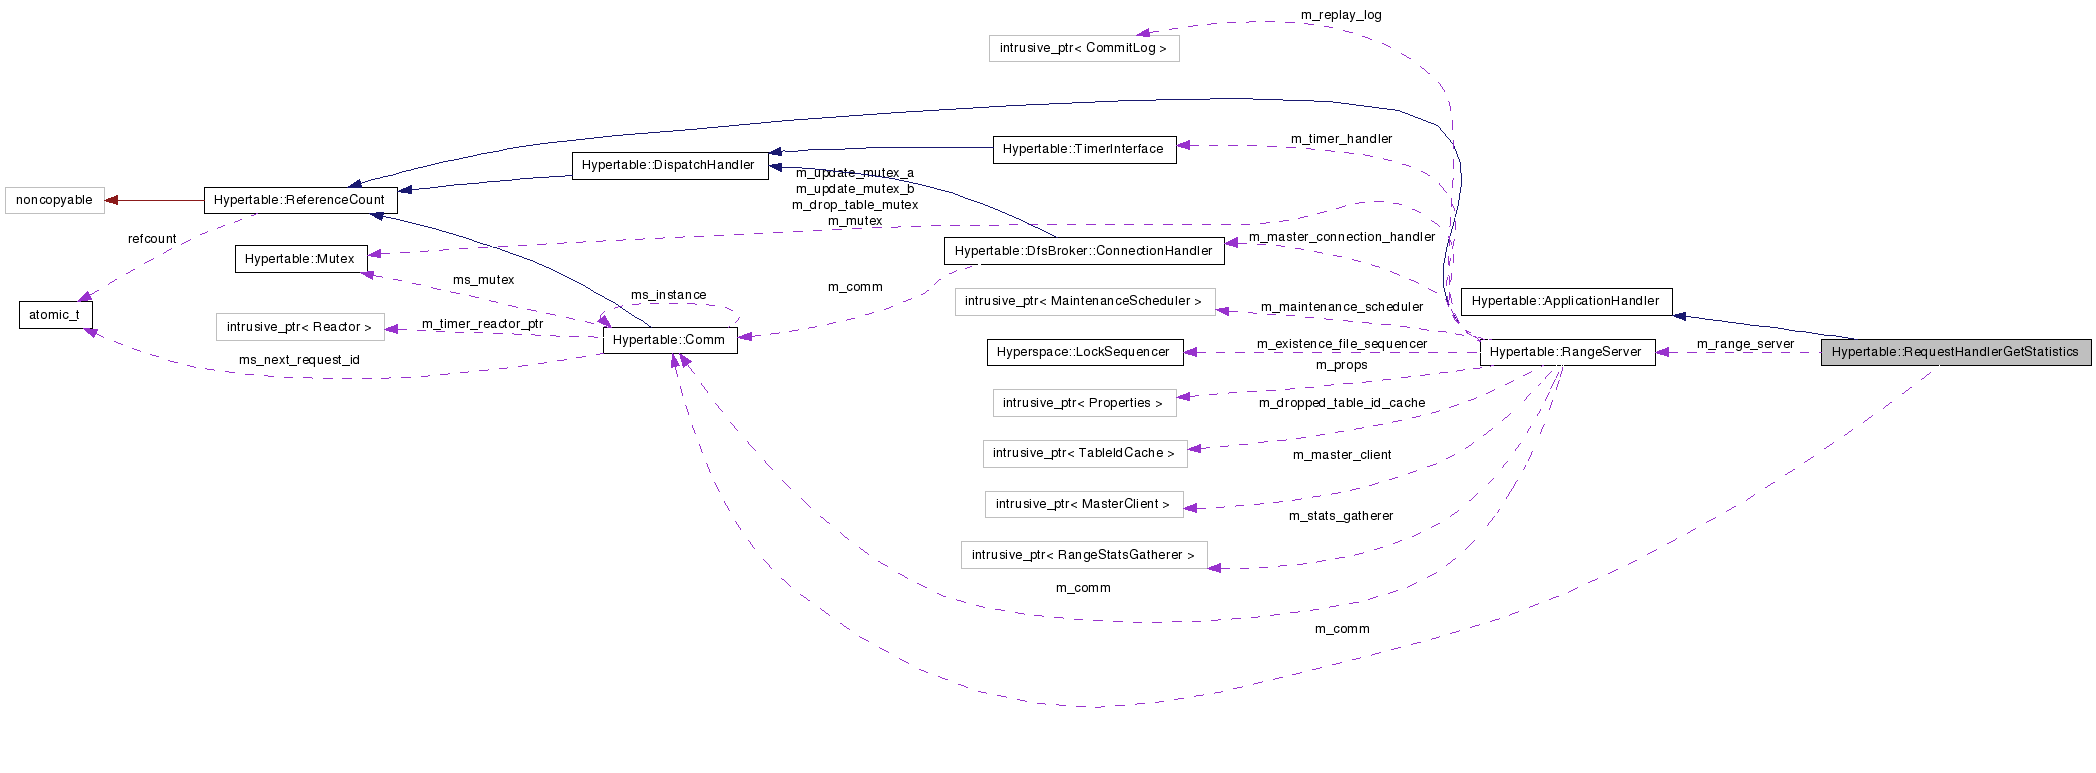 m_replay_log
intrusive_ptr< CommitLog >
m_timer_handler
Hypertable::TimerInterface
Hypertable::DispatchHandler
m_update_mutex_a
m_update_mutex_b
m_drop_table_mutex
m_mutex
noncopyable
Hypertable::ReferenceCount
refcount
Hypertable::Mutex
Hypertable::DfsBroker::ConnectionHandler
m_master_connection_handler
ms_mutex
ms_instance
m_comm
intrusive_ptr< MaintenanceScheduler >
m_maintenance_scheduler
Hypertable::ApplicationHandler
atomic_t
intrusive_ptr< Reactor >
m_timer_reactor_ptr
Hypertable::Comm
ms_next_request_id
Hyperspace::LockSequencer
m_existence_file_sequencer
Hypertable::RangeServer
m_range_server
Hypertable::RequestHandlerGetStatistics
m_props
intrusive_ptr< Properties >
m_dropped_table_id_cache
intrusive_ptr< TableIdCache >
m_master_client
intrusive_ptr< MasterClient >
m_stats_gatherer
intrusive_ptr< RangeStatsGatherer >
m_comm
m_comm